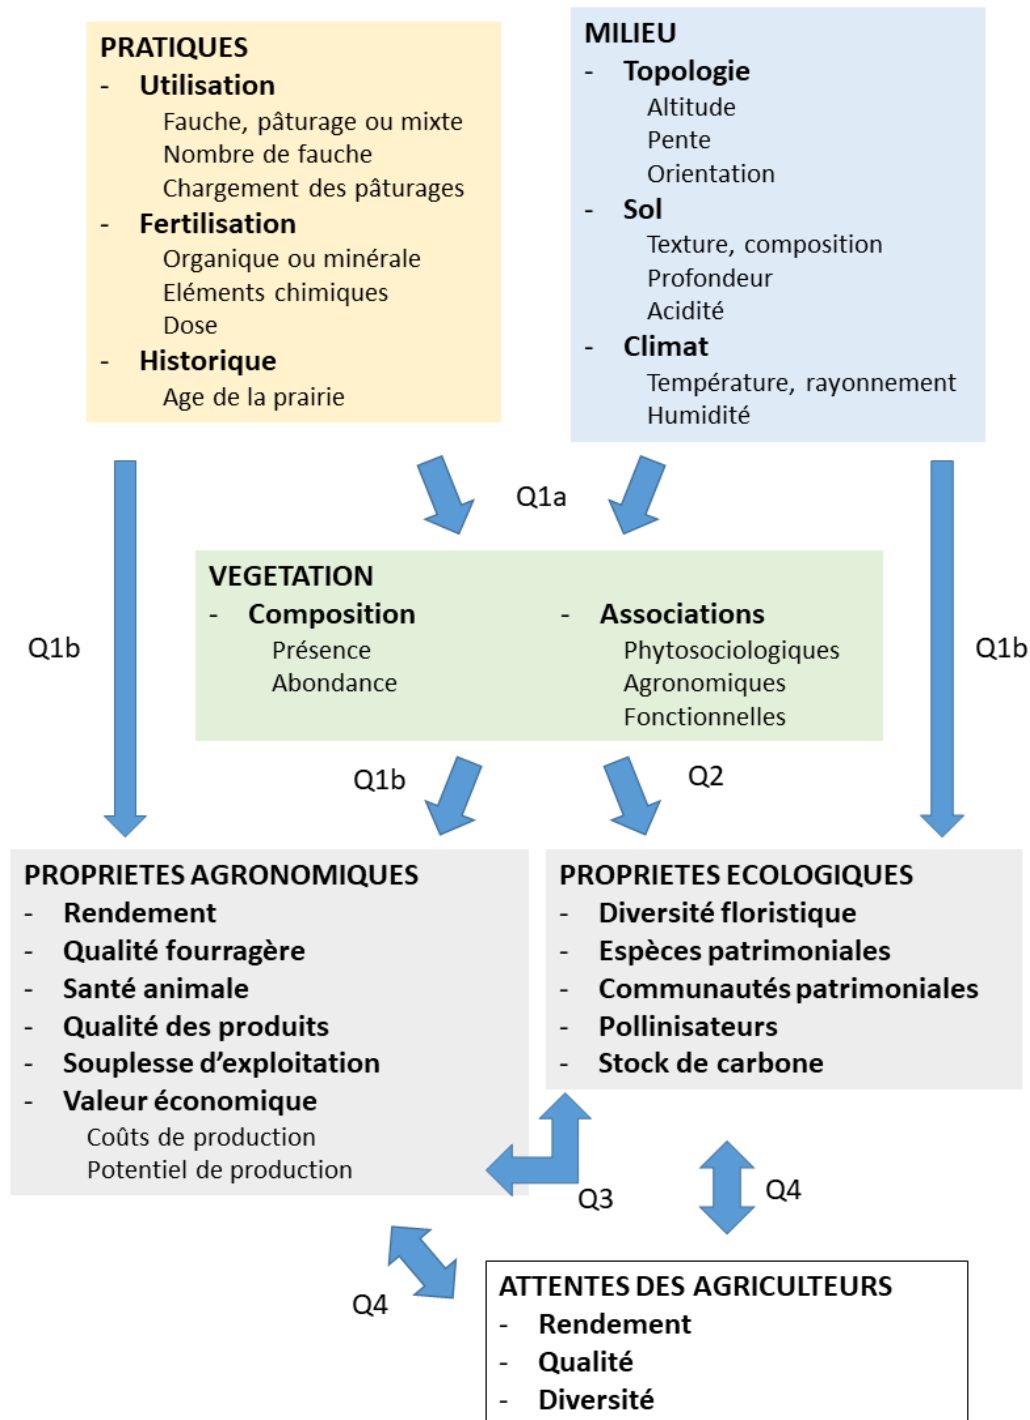 PRATIQUES
- Utilisation
Fauche, pâturage ou mixte
Nombre de fauche
Chargement des pâturages
- Fertilisation
Organique ou minérale
Eléments chimiques
Dose
- Historique
Age de la prairie
MILIEU
- Topologie
Altitude
Pente
Orientation
- Sol
Texture, composition
Profondeur
Acidité
- Climat
Température, rayonnement
Humidité
Q1a
VEGETATION
- Composition
Présence
Abondance
- Associations
Phytosociologiques
Agronomiques
Fonctionnelles
Q1b
Q1b
Q1b
Q2
PROPRIETES AGRONOMIQUES
- Rendement
- Qualité fourragère
- Santé animale
- Qualité des produits
- Souplesse d'exploitation
- Valeur économique
Coûts de production
Potentiel de production
PROPRIETES ECOLOGIQUES
- Diversité floristique
- Espèces patrimoniales
- Communautés patrimoniales
- Pollinisateurs
- Stock de carbone
Q3
Q4
Q4
ATTENTES DES AGRICULTEURS
- Rendement
- Qualité
- Diversité